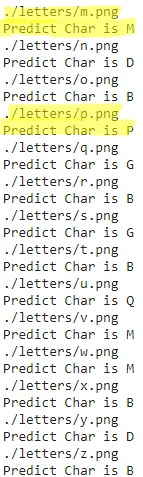 ./letters/m.png
Predict Char is M
./letters/n.png
Predict Char is D
./letters/o.png
Predict Char is B
./letters/p.png
Predict Char is P
./letters/q.png
Predict Char is G
./letters/r.png
Predict Char is B
./letters/s.png
Predict Char is G
./letters/t.png
Predict Char is B
./letters/u.png
Predict Char is Q
./letters/v.png
Predict Char is M
./letters/w.png
Predict Char is M
./letters/x.png
Predict Char is B
./letters/y.png
Predict Char is D
./letters/z.png
Predict Char is B